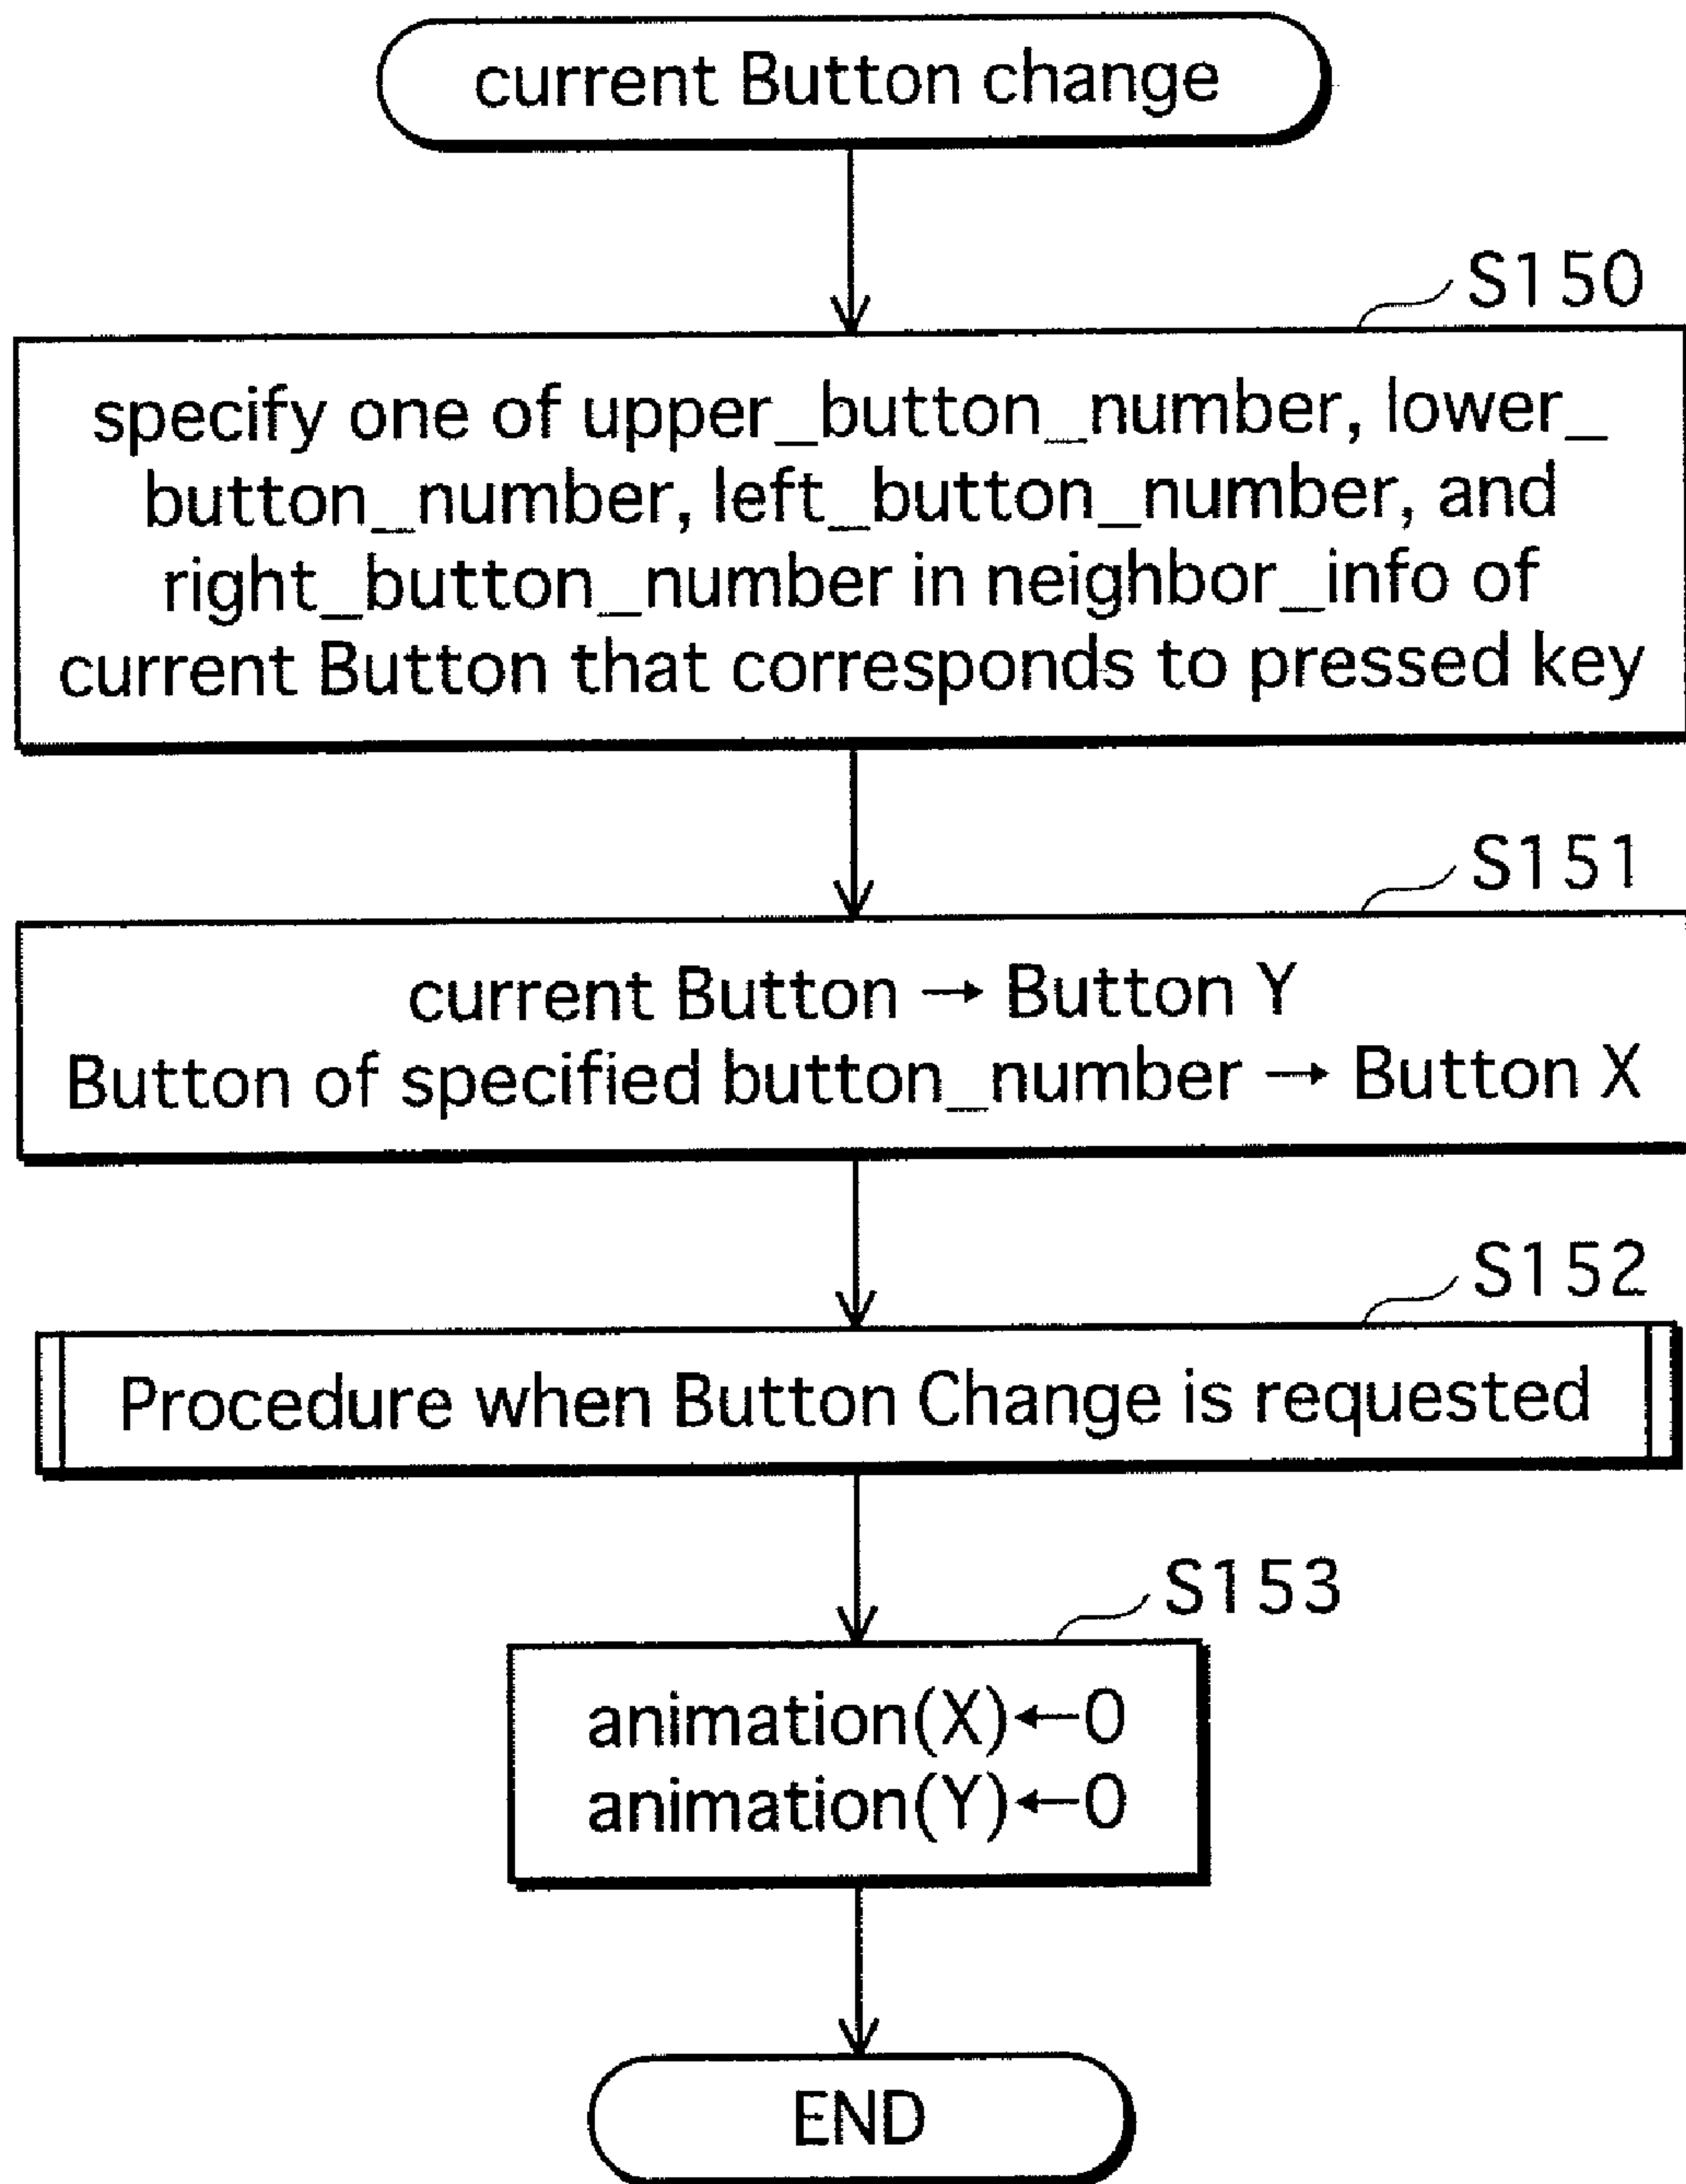 current Button change
S150
specify one of upper_button_number, lower_
button_number, left_button_number, and
right_button_number in neighbor_info of
current Button that corresponds to pressed key
S151
current Button → Button Y
Button of specified button_number → Button X
S152
Procedure when Button Change is requested
S153
animation(X)←0
animation(Y)←0
END